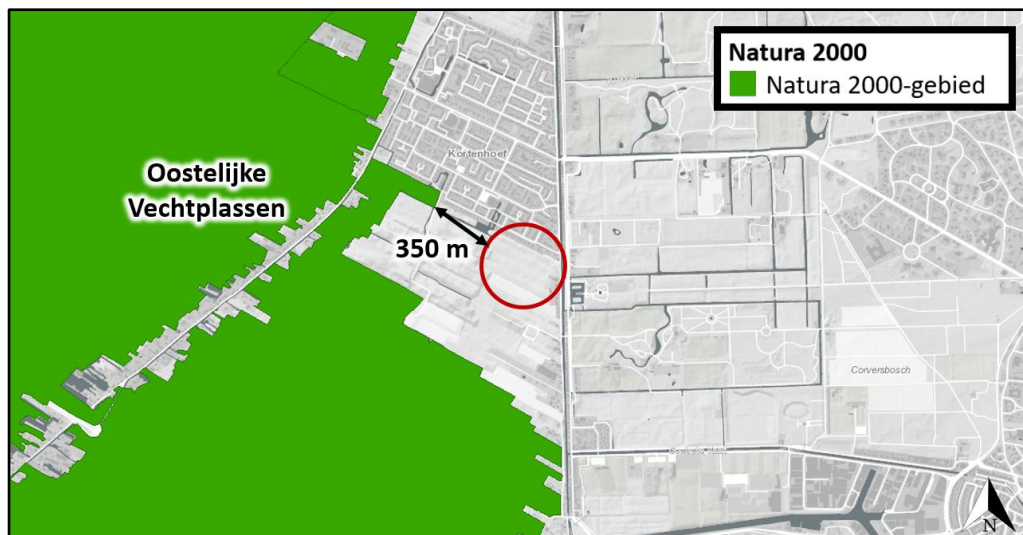 Natura 2000
Natura 2000-gebied
Kortenhoef
Oostelijke
Vechtplassen
350 m
Corversbosch
N